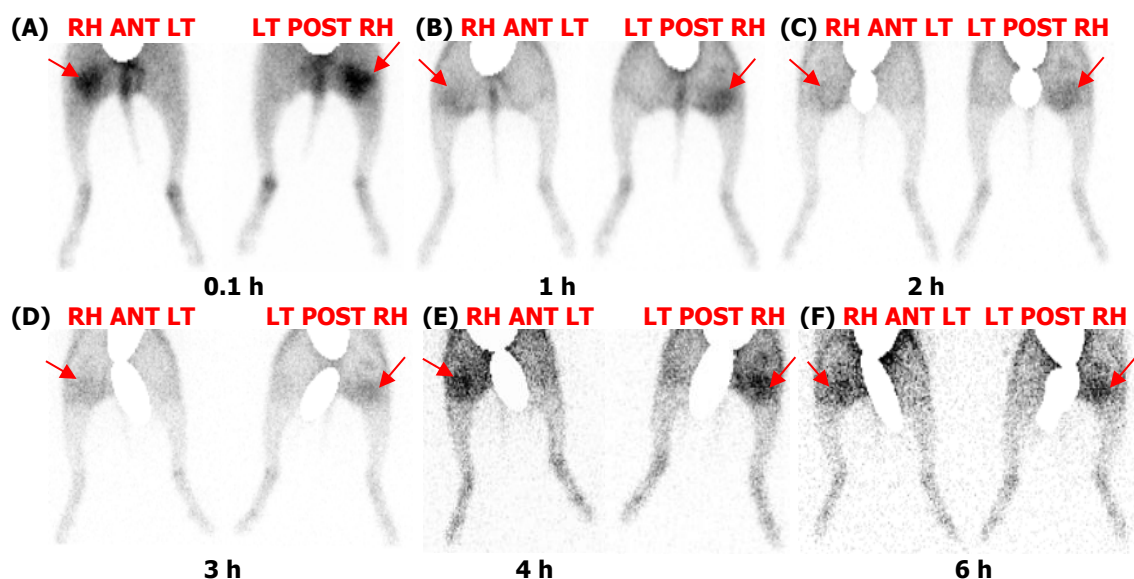 (A) RH ANT LT LT POST RH (B) RH ANT LT LT POST RH (C) RH ANT LT LT POST RH
0.1 h 1 h 2 h
(D) RH ANT LT LT POST RH (E) RH ANT LT LT POST RH (F) RH ANT LT LT POST RH
3 h 4 h 6 h